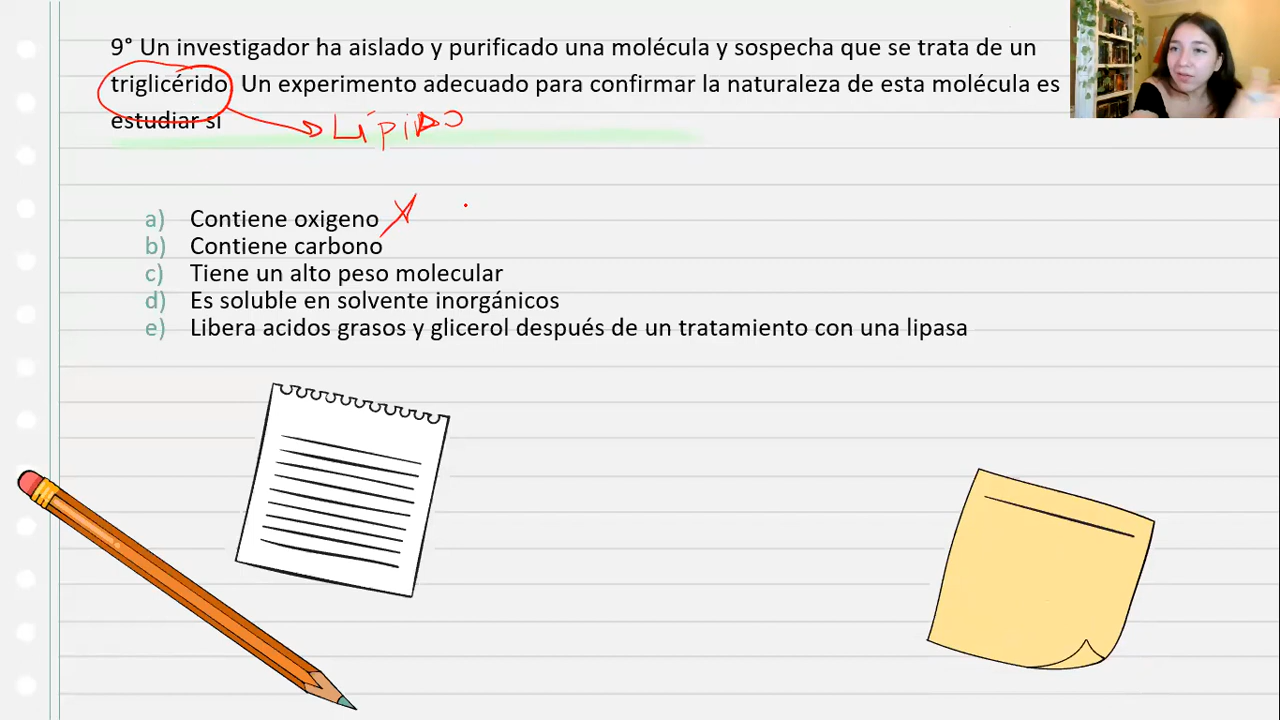 9° Un investigador ha aislado y purificado una molécula y sospecha que se trata de un
triglicérido. Un experimento adecuado para confirmar la naturaleza de esta molécula es
estudiar si
LípiDo
a) Contiene oxigeno
b) Contiene carbono
c) Tiene un alto peso molecular
d) Es soluble en solvente inorgánicos
e) Libera acidos grasos y glicerol después de un tratamiento con una lipasa